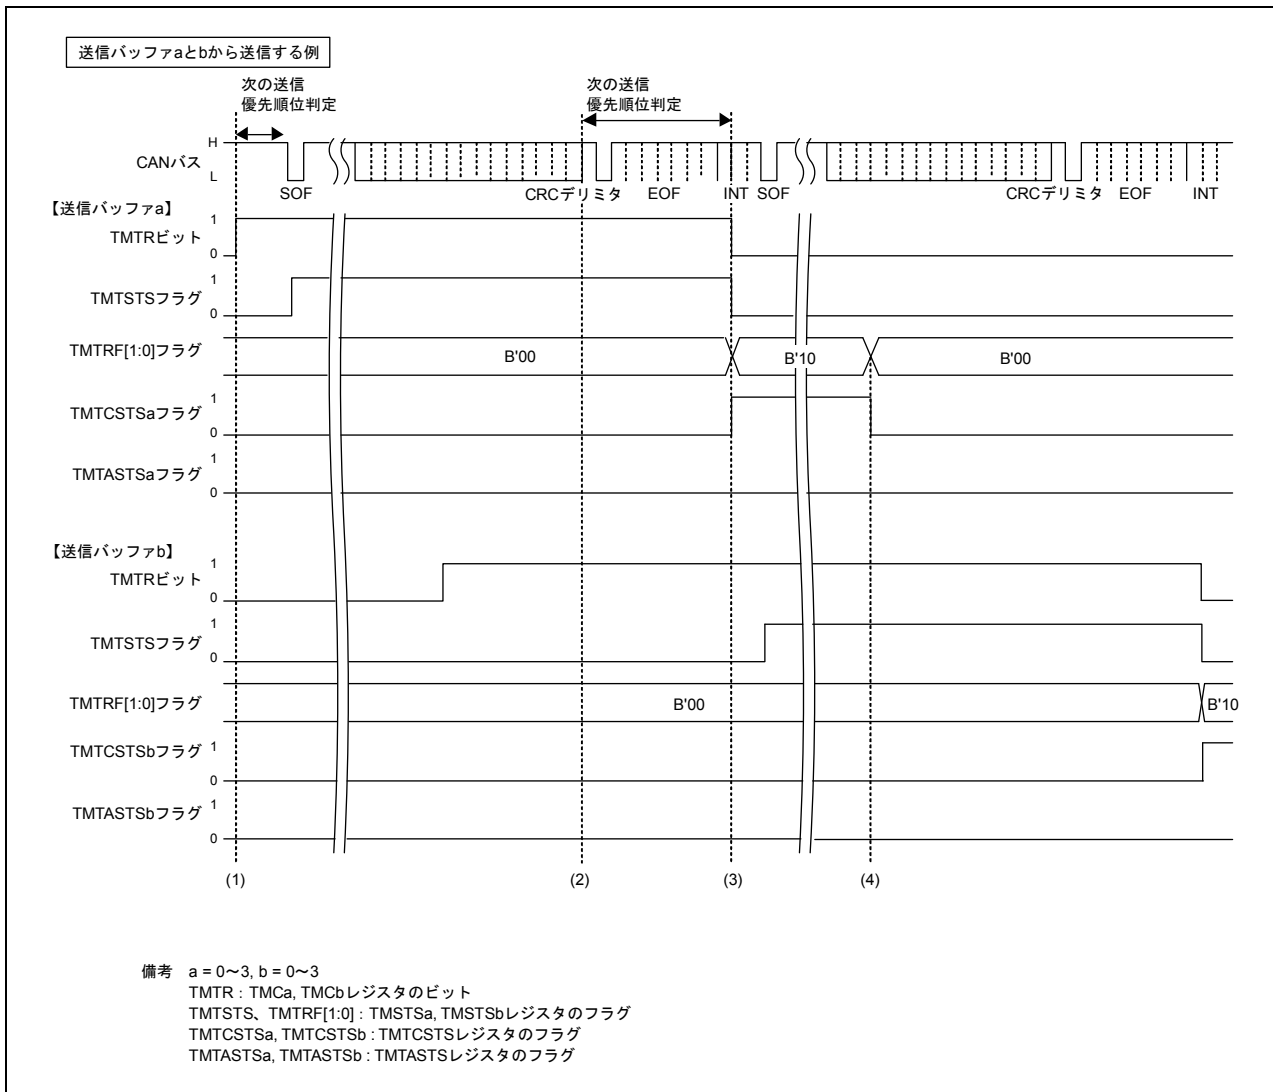 送信バッファaとbから送信する例
次の送信
優先順位判定
次の送信
優先順位判定
H
CANバス
L
SOF
CRCデリミタ
EOF
INT
SOF
CRCデリミタ
EOF
INT
【送信バッファa】
1
TMTRビット
0
1
TMTSTSフラグ
0
TMTRF[1:0]フラグ
B'00
B'10
B'00
1
TMTCSTSaフラグ
0
1
TMTASTSaフラグ
0
【送信バッファb】
1
TMTRビット
0
1
TMTSTSフラグ
0
TMTRF[1:0]フラグ
B'00
B'10
1
TMTCSTSbフラグ
0
1
TMTASTSbフラグ
0
(1)
(2)
(3)
(4)
備考 a = 0〜3, b = 0〜3
TMTR : TMCa, TMCbレジスタのビット
TMTSTS、TMTRF[1:0] : TMSTSa, TMSTSbレジスタのフラグ
TMTCSTSa, TMTCSTSb : TMTCSTSレジスタのフラグ
TMTASTSa, TMTASTSb : TMTASTSレジスタのフラグ